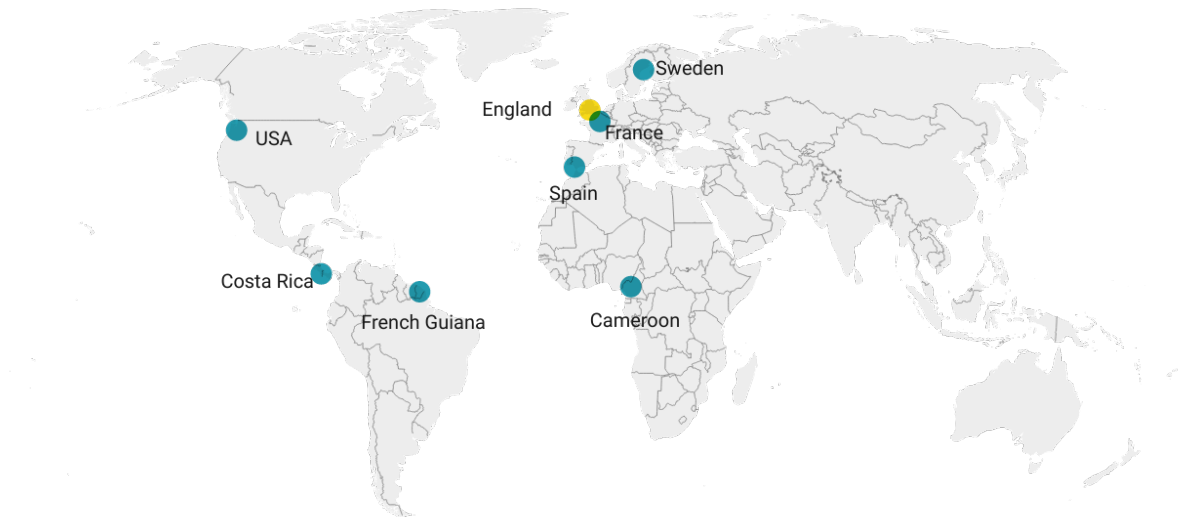 Sweden
England
France
USA
Spain
Costa Rica
French Guiana
Cameroon